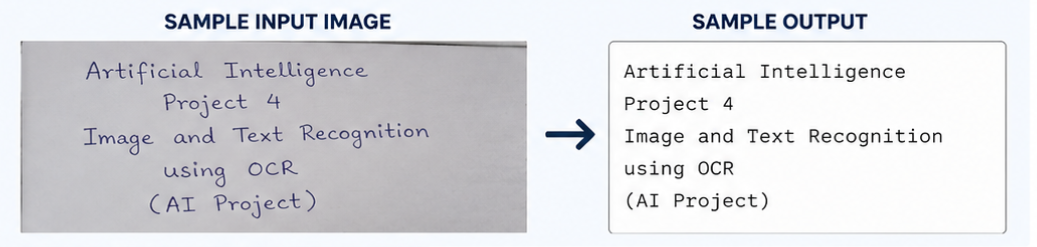 SAMPLE INPUT IMAGE
Artificial Intelligence
Project 4
Image and Text Recognition
using OCR
(AI Project)
SAMPLE OUTPUT
Artificial Intelligence
Project 4
Image and Text Recognition
using OCR
(AI Project)